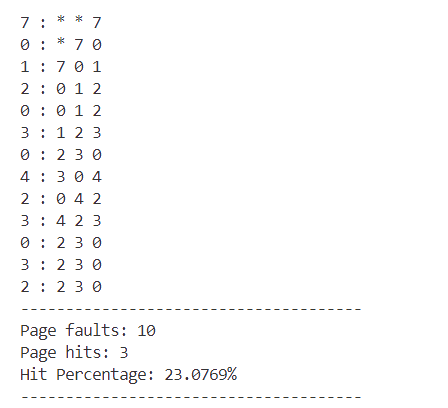 7 : * * 7
0 : * 7 0
1 : 7 0 1
2 : 0 1 2
0 : 0 1 2
3 : 1 2 3
0 : 2 3 0
4 : 3 0 4
2 : 0 4 2
3 : 4 2 3
0 : 2 3 0
3 : 2 3 0
2 : 2 3 0
--------------------------------------
Page faults: 10
Page hits: 3
Hit Percentage: 23.0769%
--------------------------------------